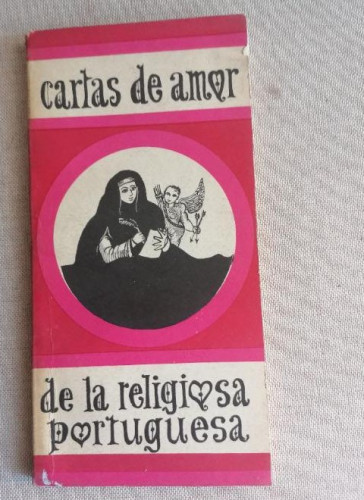 cartas de amor
de la religiosa
portuguesa